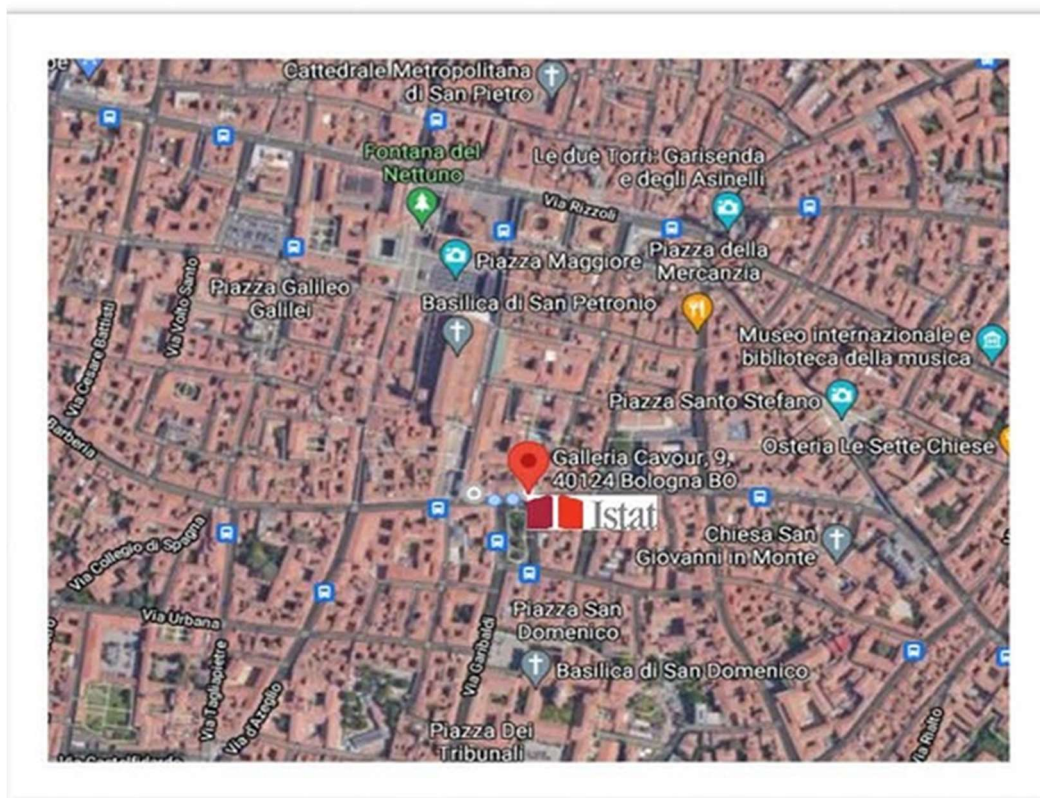 Cattedrale Metropolitana
di San Pietro
Fontana del
Nettuno
Le due Torri: Garisenda
e degli Asinelli
Via Rizzoli
Piazza Maggiore
Piazza della
Mercanzia
Piazza Galileo
Galilei
Via Volto Santo
Basilica di San Petronio
Via Cesare Battisti
Museo internazionale e
biblioteca della musica
Piazza Santo Stefano
Barberia
Osteria Le Sette Chiese
Galleria Cavour, 9,
40124 Bologna BO
Istat
Chiesa San
Giovanni in Monte
Via Collegio di Spagna
Via Urbana
Piazza San
Domenico
Via Garibaldi
Basilica di San Domenico
Via Tagliapietre
Via d'Azeglio
Piazza Dei
Tribunali
Via Rialto